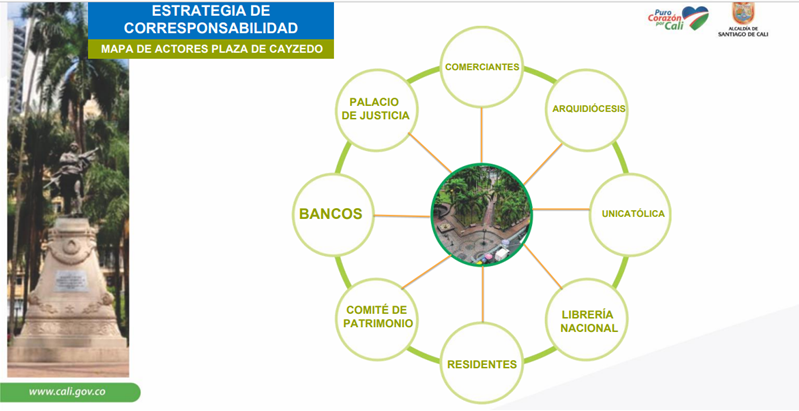 ESTRATEGIA DE
CORRESPONSABILIDAD
MAPA DE ACTORES PLAZA DE CAYZEDO
Puro
Corazón
por Cali
ALCALDÍA DE
SANTIAGO DE CALI
COMERCIANTES
PALACIO
DE JUSTICIA
ARQUIDIÓCESIS
BANCOS
UNICATÓLICA
COMITÉ DE
PATRIMONIO
LIBRERÍA
NACIONAL
RESIDENTES
www.cali.gov.co